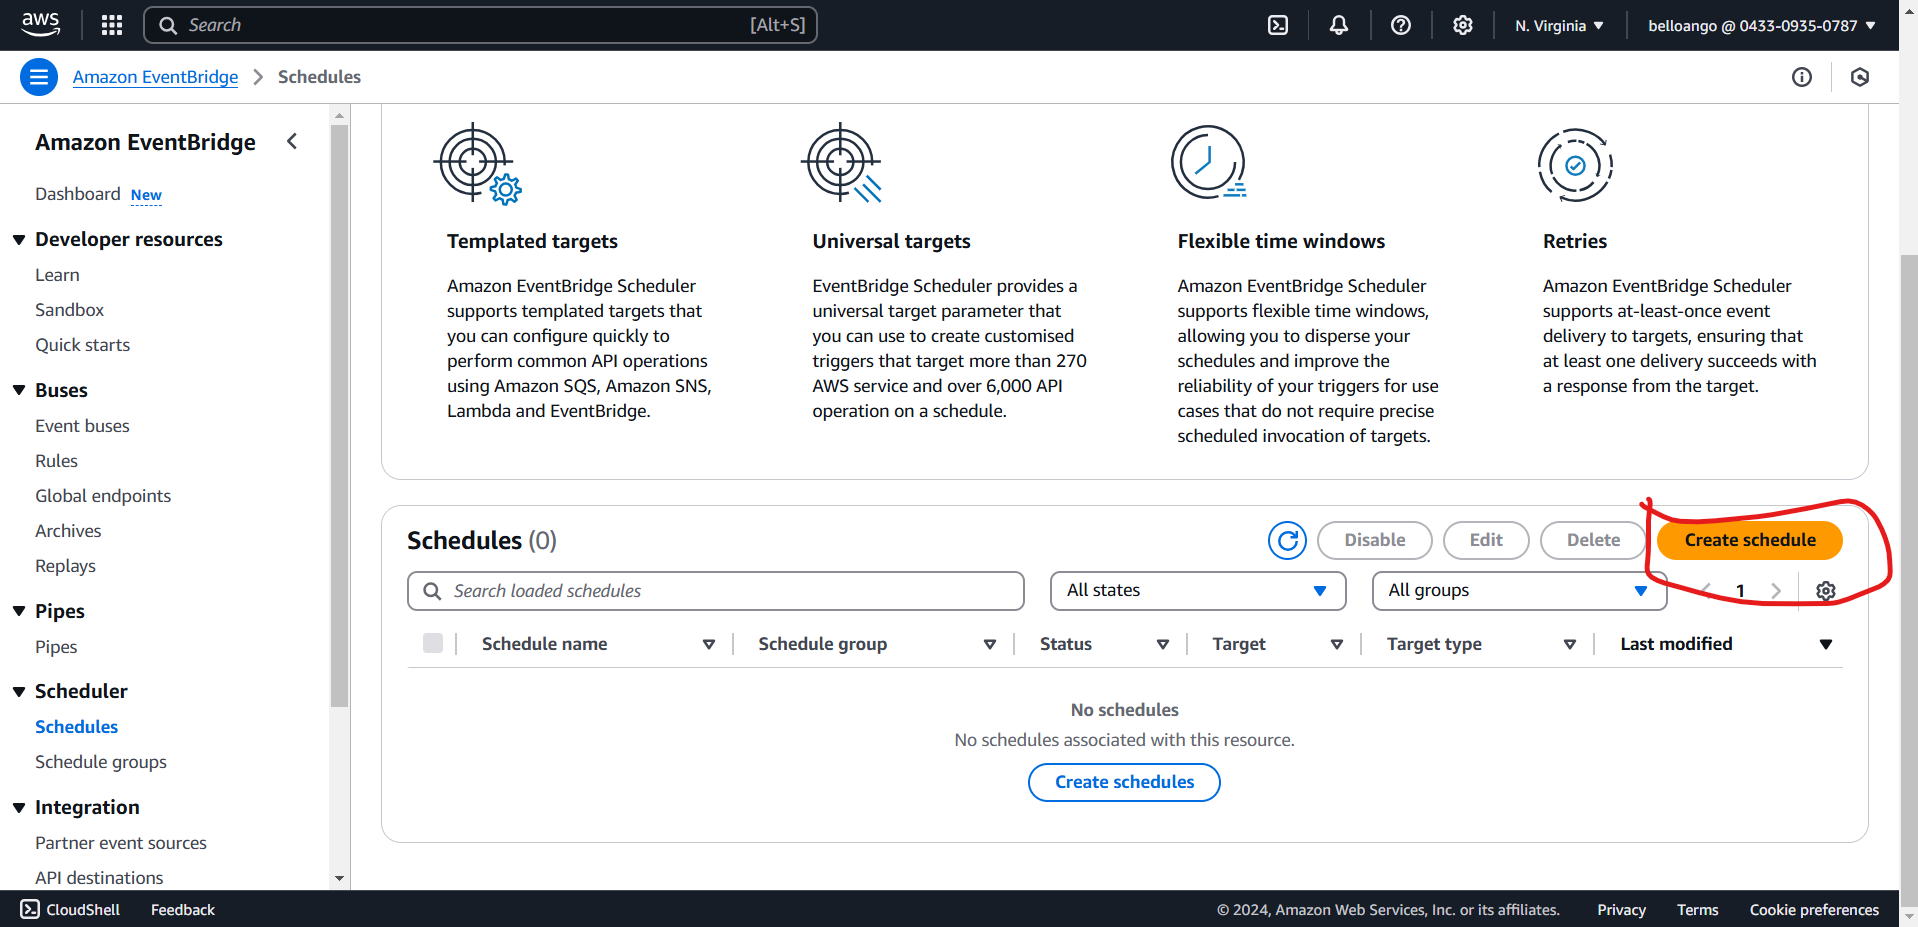 aws
Search
[Alt+S]
N. Virginia
belloango @ 0433-0935-0787
Amazon EventBridge
Schedules
Amazon EventBridge
Dashboard New
Developer resources
Learn
Sandbox
Quick starts
Buses
Event buses
Rules
Global endpoints
Archives
Replays
Pipes
Pipes
Scheduler
Schedules
Schedule groups
Integration
Partner event sources
API destinations
Templated targets
Amazon EventBridge Scheduler
supports templated targets that
you can configure quickly to
perform common API operations
using Amazon SQS, Amazon SNS,
Lambda and EventBridge.
Universal targets
EventBridge Scheduler provides a
universal target parameter that
you can use to create customised
triggers that target more than 270
AWS service and over 6,000 API
operation on a schedule.
Flexible time windows
Amazon EventBridge Scheduler
supports flexible time windows,
allowing you to disperse your
schedules and improve the
reliability of your triggers for use
cases that do not require precise
scheduled invocation of targets.
Retries
Amazon EventBridge Scheduler
supports at-least-once event
delivery to targets, ensuring that
at least one delivery succeeds with
a response from the target.
Schedules (0)
Disable
Edit
Delete
Create schedule
Search loaded schedules
All states
All groups
1
Schedule name
Schedule group
Status
Target
Target type
Last modified
No schedules
No schedules associated with this resource.
Create schedules
CloudShell
Feedback
© 2024, Amazon Web Services, Inc. or its affiliates.
Privacy
Terms
Cookie preferences